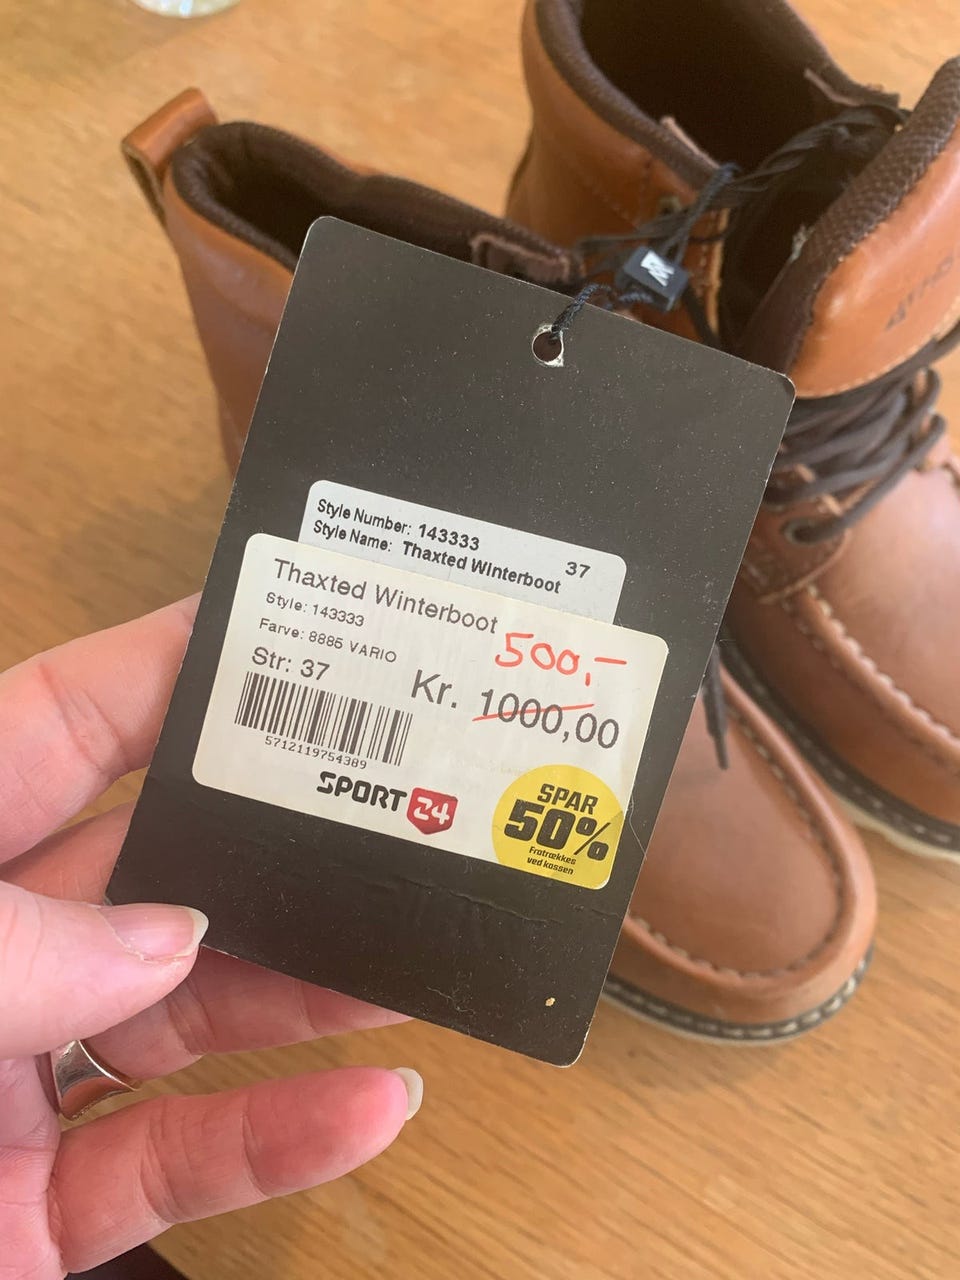 Style Number: 143333
Style Name: Thaxted Winterboot 37
Thaxted Winterboot
Style: 143333
Farve: 8885 VARIO
Str: 37
500,-
Kr. 1000,00
5712119754389
SPORT 24
SPAR
50%
Fratrækkes
ved kassen